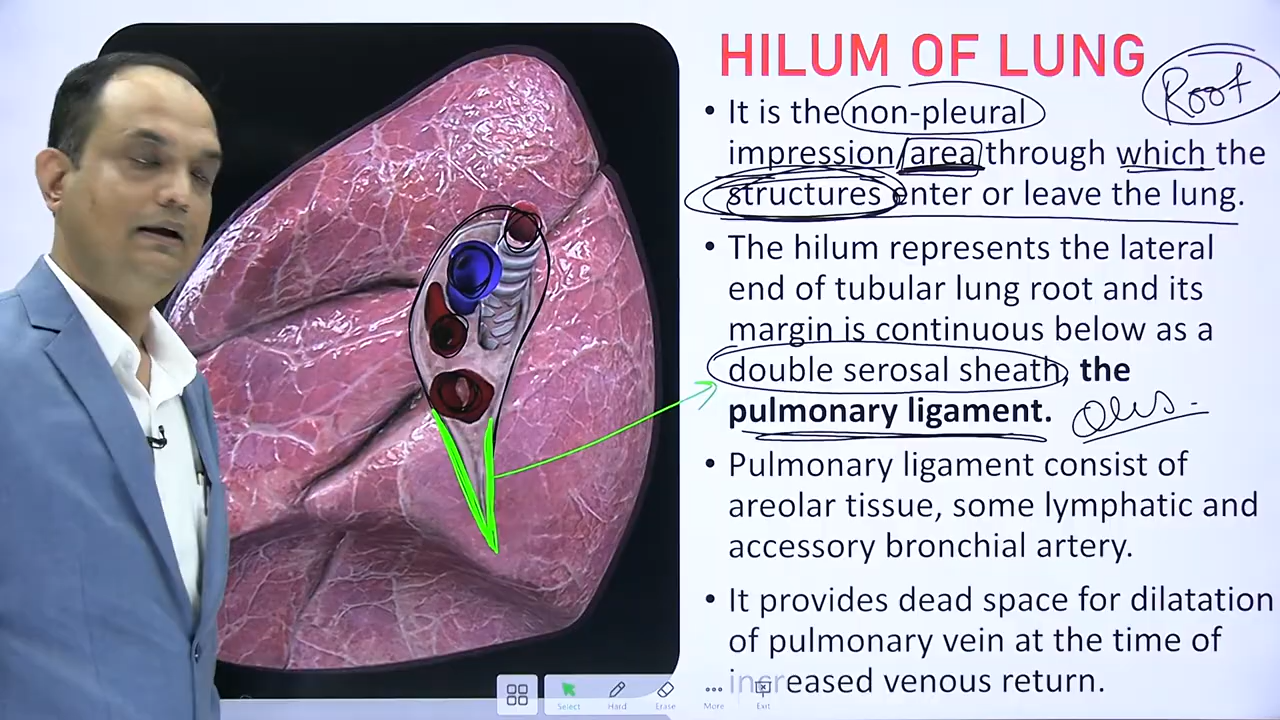 HILUM OF LUNG
Root
• It is the non-pleural
impression/area through which the
structures enter or leave the lung.
• The hilum represents the lateral
end of tubular lung root and its
margin is continuous below as a
double serosal sheath, the
pulmonary ligament.
• Pulmonary ligament consist of
areolar tissue, some lymphatic and
accessory bronchial artery.
• It provides dead space for dilatation
of pulmonary vein at the time of
increased venous return.
Select Hard Erase More Exit